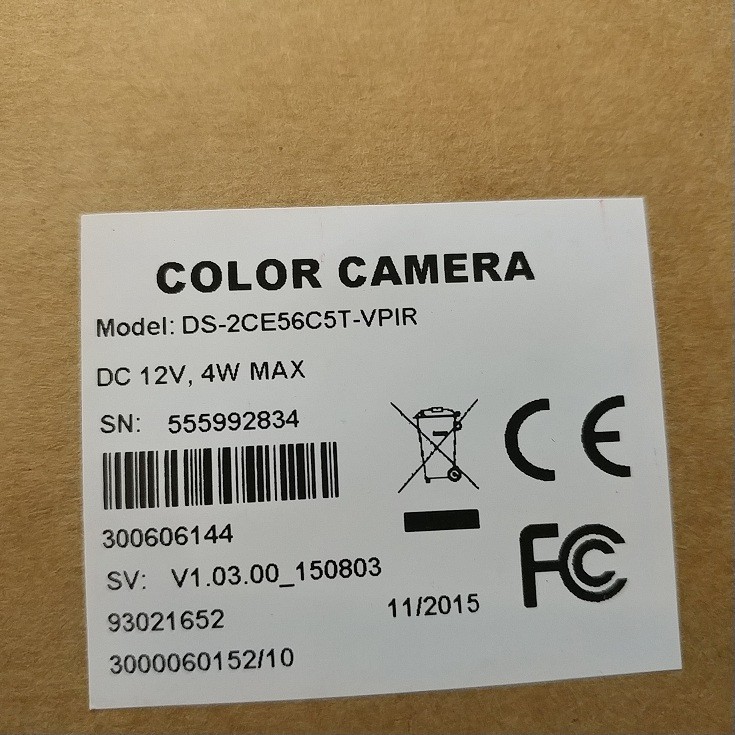 COLOR CAMERA
Model: DS-2CE56C5T-VPIR
DC 12V, 4W MAX
SN: 555992834
300606144
SV: V1.03.00_150803
93021652
11/2015
3000060152/10
CE
FC